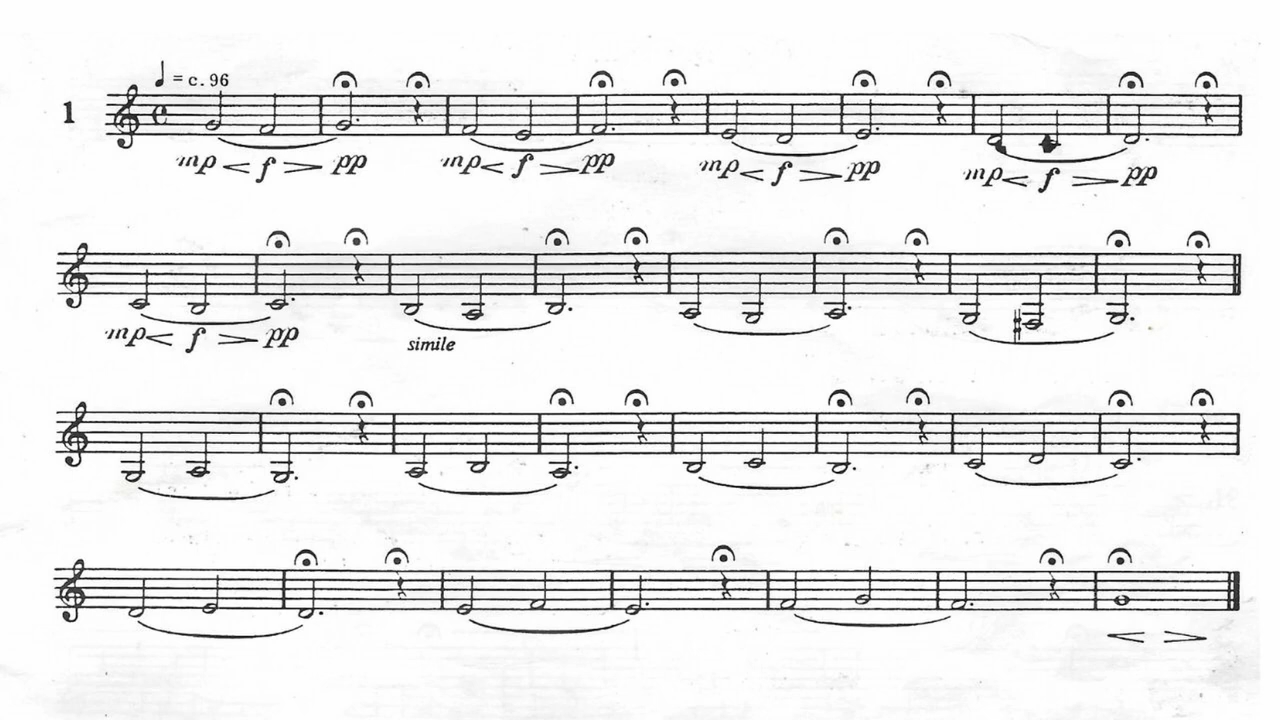 ♩ = c. 96
1
mp f pp mp f pp mp f pp mp f pp
mp f pp
simile